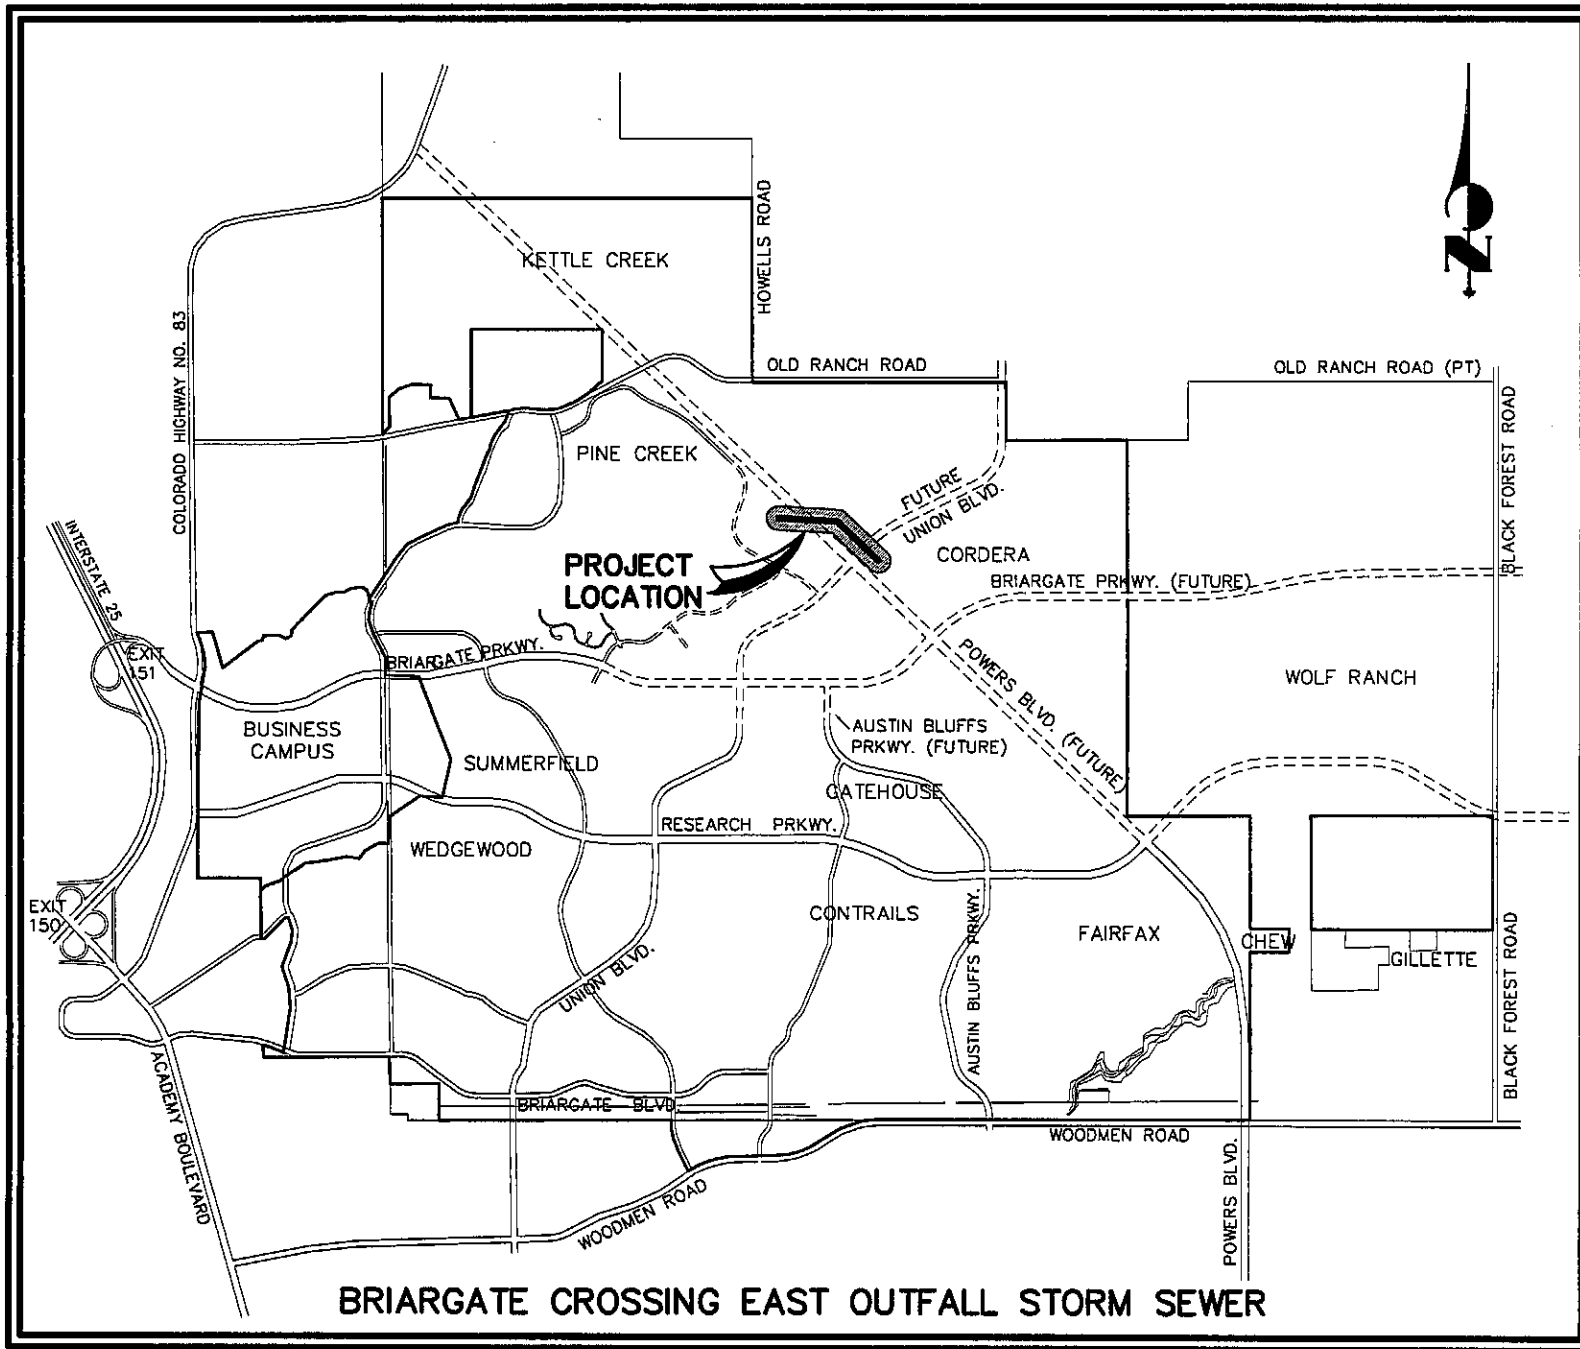 HOWELLS ROAD
KETTLE CREEK
N
COLORADO HIGHWAY NO. 83
OLD RANCH ROAD
OLD RANCH ROAD (PT)
BLACK FOREST ROAD
PINE CREEK
FUTURE
UNION BLVD.
INTERSTATE 25
PROJECT
LOCATION
CORDERA
BRIARGATE PRKWY. (FUTURE)
EXIT
151
BRIARGATE PRKWY.
POWERS BLVD. (FUTURE)
WOLF RANCH
BUSINESS
CAMPUS
AUSTIN BLUFFS
PRKWY. (FUTURE)
SUMMERFIELD
GATEHOUSE
RESEARCH PRKWY.
WEDGEWOOD
EXIT
150
CONTRAILS
AUSTIN BLUFFS PRKWY.
FAIRFAX
CHEW
GILLETTE
UNION BLVD.
BLACK FOREST ROAD
ACADEMY BOULEVARD
BRIARGATE BLVD.
WOODMEN ROAD
WOODMEN ROAD
POWERS BLVD.
BRIARGATE CROSSING EAST OUTFALL STORM SEWER